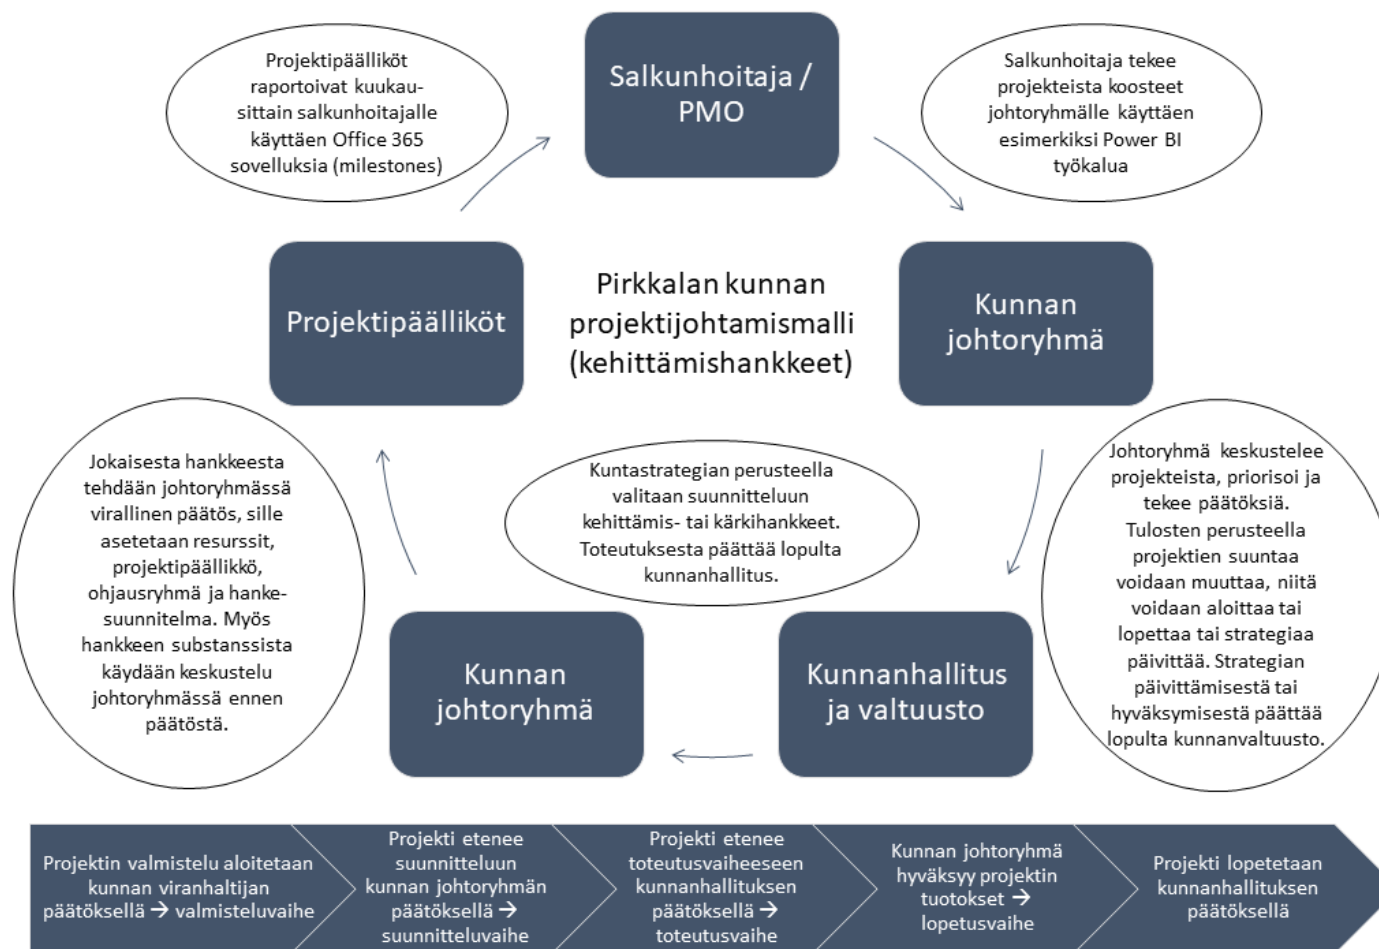 Projektipäälliköt
raportoivat kuukau-
sittain salkunhoitajalle
käyttäen Office 365
sovelluksia (milestones)
Salkunhoitaja /
PMO
Salkunhoitaja tekee
projekteista koosteet
johtoryhmälle käyttäen
esimerkiksi Power BI
työkalua
Projektipäälliköt
Pirkkalan kunnan
projektijohtamismalli
(kehittämishankkeet)
Kunnan
johtoryhmä
Jokaisesta hankkeesta
tehdään johtoryhmässä
virallinen päätös, sille
asetetaan resurssit,
projektipäällikkö,
ohjausryhmä ja hanke-
suunnitelma. Myös
hankkeen substanssista
käydään keskustelu
johtoryhmässä ennen
päätöstä.
Kuntastrategian perusteella
valitaan suunnitteluun
kehittämis- tai kärkihankkeet.
Toteutuksesta päättää lopulta
kunnanhallitus.
Johtoryhmä keskustelee
projekteista, priorisoi ja
tekee päätöksiä.
Tulosten perusteella
projektien suuntaa
voidaan muuttaa, niitä
voidaan aloittaa tai
lopettaa tai strategiaa
päivittää. Strategian
päivittämisestä tai
hyväksymisestä päättää
lopulta kunnanvaltuusto.
Kunnan
johtoryhmä
Kunnanhallitus
ja valtuusto
Projektin valmistelu aloitetaan
kunnan viranhaltijan
päätöksellä → valmisteluvaihe
Projekti etenee
suunnitteluun
kunnan johtoryhmän
päätöksellä →
suunnitteluvaihe
Projekti etenee
toteutusvaiheeseen
kunnanhallituksen
päätöksellä →
toteutusvaihe
Kunnan johtoryhmä
hyväksyy projektin
tuotokset →
lopetusvaihe
Projekti lopetetaan
kunnanhallituksen
päätöksellä